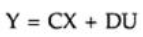 Y = CX + DU